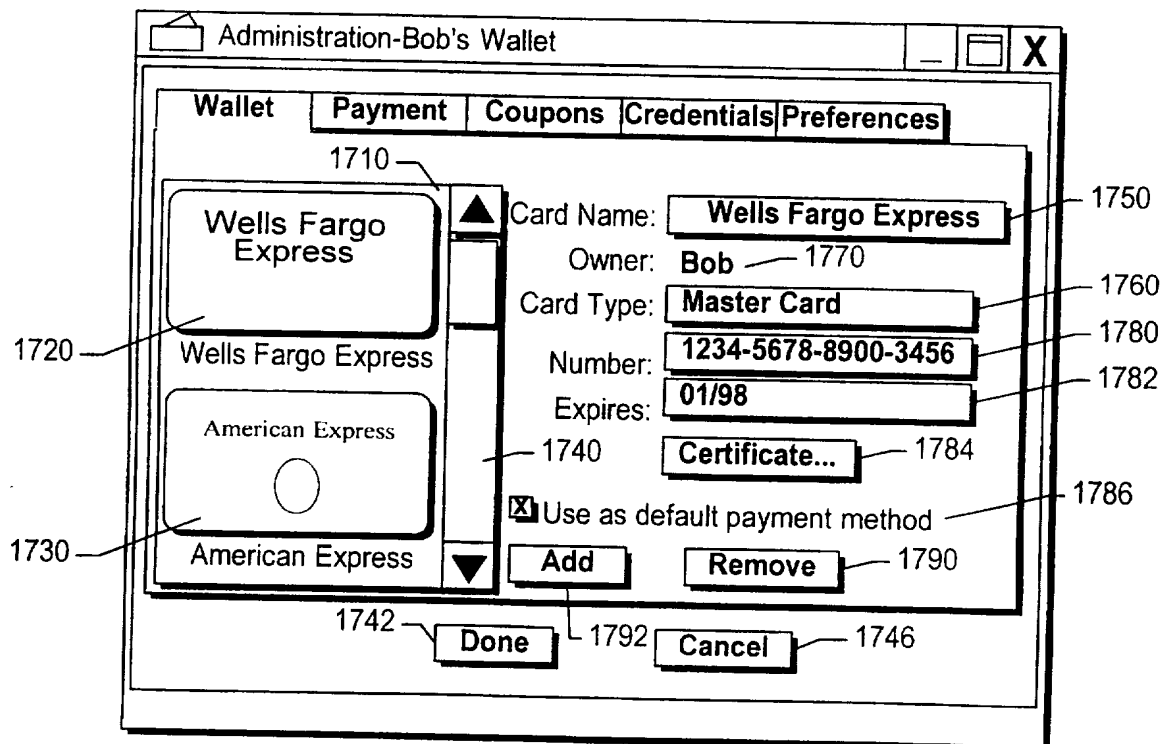 Administration-Bob's Wallet
_ X
Wallet Payment Coupons Credentials Preferences
1710
Wells Fargo
Express
1720
Wells Fargo Express
American Express
1730
American Express
1740
Card Name: Wells Fargo Express 1750
Owner: Bob 1770
Card Type: Master Card 1760
Number: 1234-5678-8900-3456 1780
Expires: 01/98 1782
Certificate... 1784
X Use as default payment method 1786
Add Remove 1790
1742 Done 1792 Cancel 1746